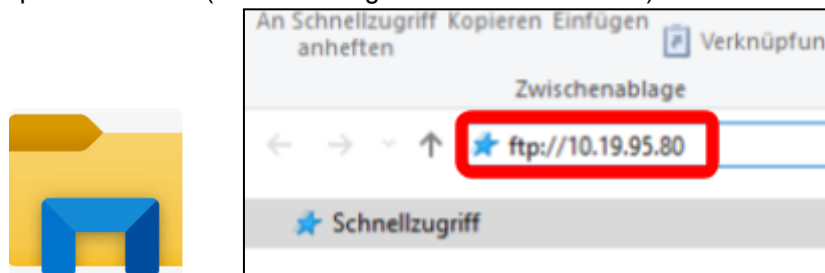 An Schnellzugriff Kopieren Einfügen
anheften
Verknüpfun
Zwischenablage
ftp://10.19.95.80
Schnellzugriff